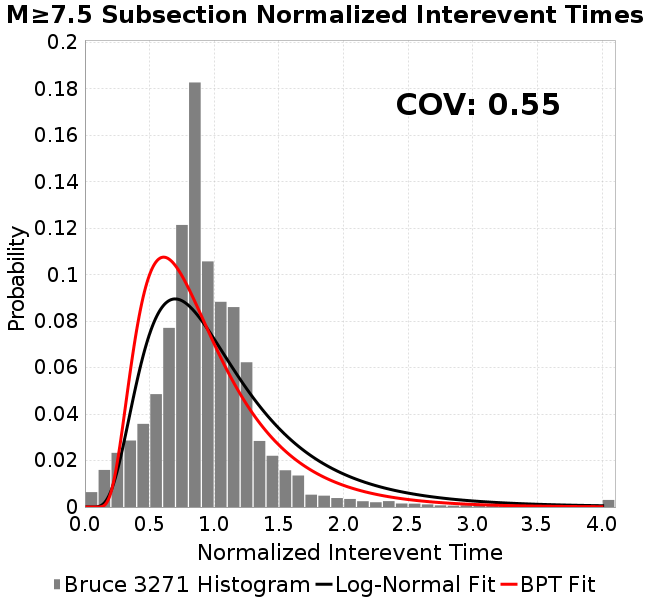 M≥7.5 Subsection Normalized Interevent Times
COV: 0.55
Probability
0.2
0.18
0.16
0.14
0.12
0.1
0.08
0.06
0.04
0.02
0
0.0 0.5 1.0 1.5 2.0 2.5 3.0 3.5 4.0
Normalized Interevent Time
Bruce 3271 Histogram Log-Normal Fit BPT Fit